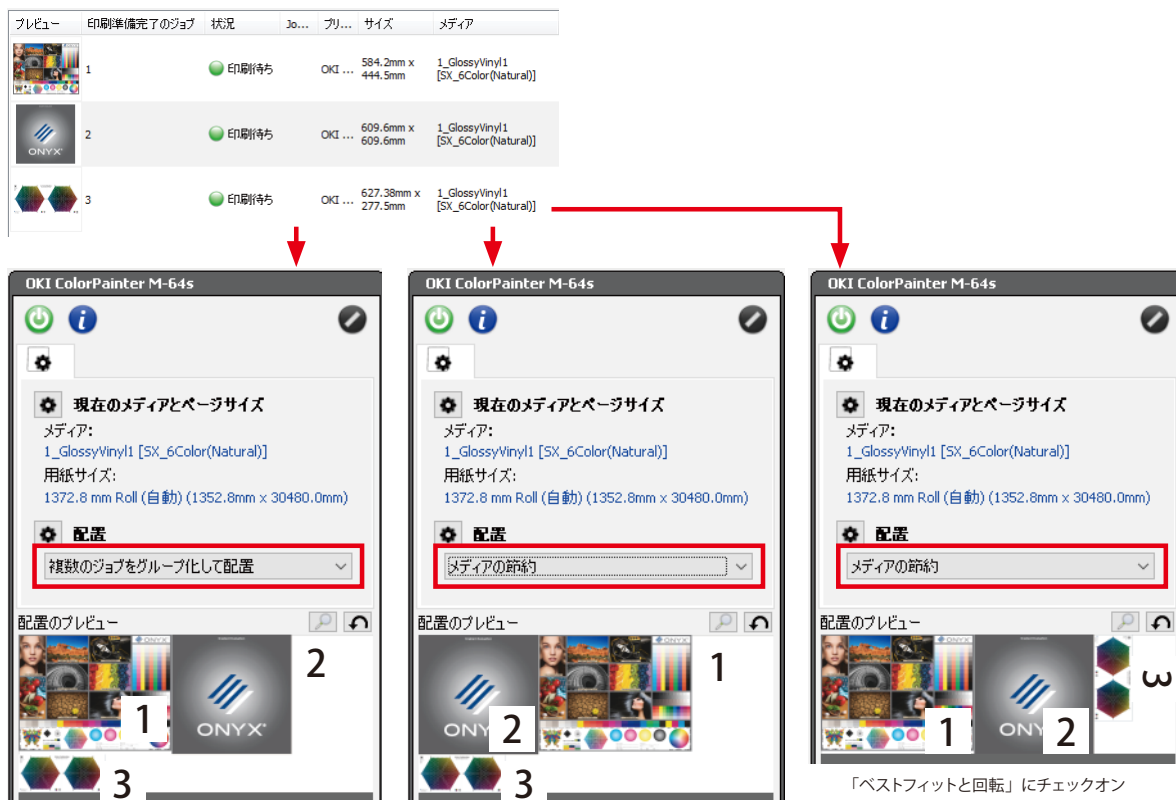 プレビュー 印刷準備完了のジョブ 状況 Jo... プリ... サイズ メディア
1 印刷待ち OKI ... 584.2mm x 444.5mm 1_GlossyVinyl1 [SX_6Color(Natural)]
ONYX 2 印刷待ち OKI ... 609.6mm x 609.6mm 1_GlossyVinyl1 [SX_6Color(Natural)]
3 印刷待ち OKI ... 627.38mm x 277.5mm 1_GlossyVinyl1 [SX_6Color(Natural)]
OKI ColorPainter M-64s
現在のメディアとページサイズ
メディア:
1_GlossyVinyl1 [SX_6Color(Natural)]
用紙サイズ:
1372.8 mm Roll (自動) (1352.8mm x 30480.0mm)
配置
複数のジョブをグループ化して配置
配置のプレビュー
ONYX
2
1
ONYX
3
OKI ColorPainter M-64s
現在のメディアとページサイズ
メディア:
1_GlossyVinyl1 [SX_6Color(Natural)]
用紙サイズ:
1372.8 mm Roll (自動) (1352.8mm x 30480.0mm)
配置
メディアの節約
配置のプレビュー
ONYX
1
ONY
2
3
OKI ColorPainter M-64s
現在のメディアとページサイズ
メディア:
1_GlossyVinyl1 [SX_6Color(Natural)]
用紙サイズ:
1372.8 mm Roll (自動) (1352.8mm x 30480.0mm)
配置
メディアの節約
配置のプレビュー
ONYX
3
1
ONY
2
「ベストフィットと回転」にチェックオン